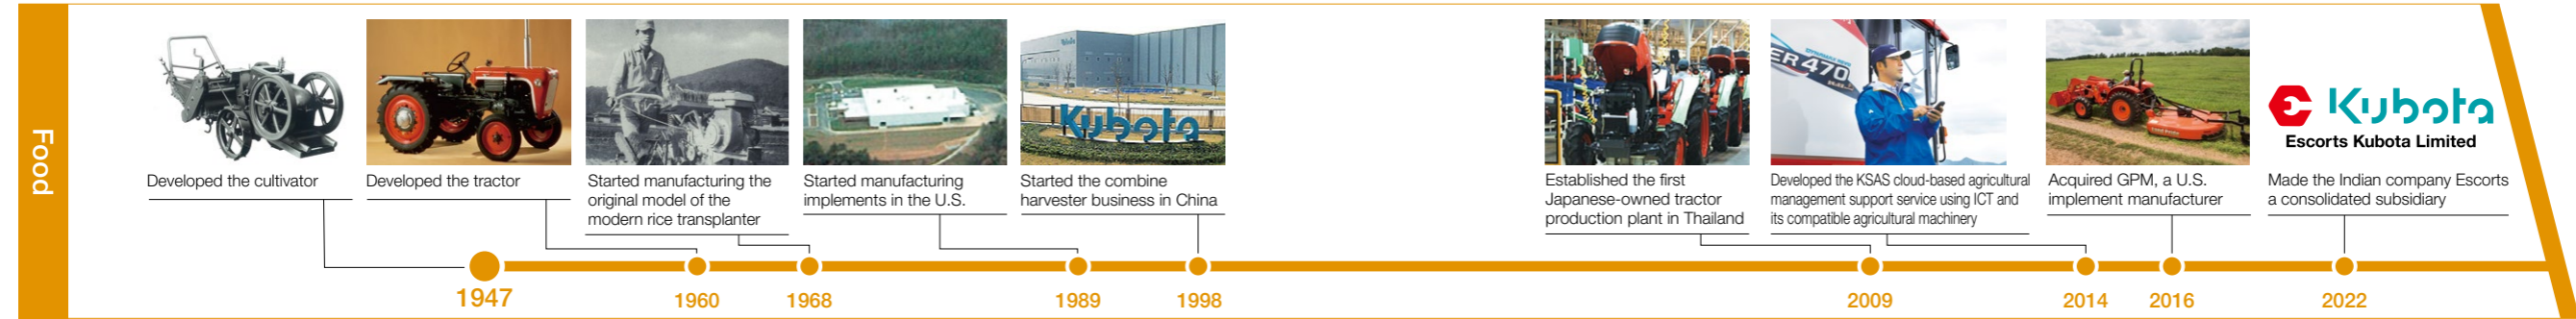 Food
Developed the cultivator
Developed the tractor
Started manufacturing the
original model of the
modern rice transplanter
Started manufacturing
implements in the U.S.
Kubota
Started the combine
harvester business in China
Established the first
Japanese-owned tractor
production plant in Thailand
ER470
Developed the KSAS cloud-based agricultural
management support service using ICT and
its compatible agricultural machinery
Acquired GPM, a U.S.
implement manufacturer
Kubota
Escorts Kubota Limited
Made the Indian company Escorts
a consolidated subsidiary
1947
1960
1968
1989
1998
2009
2014
2016
2022